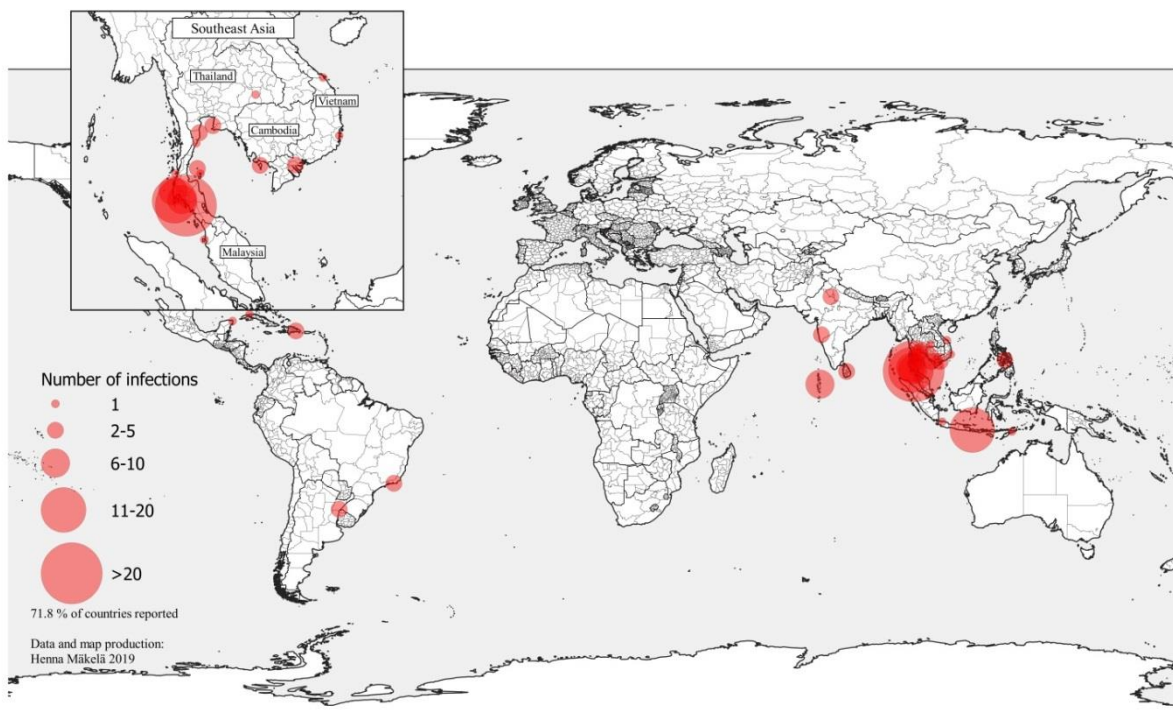 Southeast Asia
Thailand
Vietnam
Cambodia
Malaysia
Number of infections
1
2-5
6-10
11-20
>20
71.8 % of countries reported
Data and map production:
Henna Mäkelä 2019